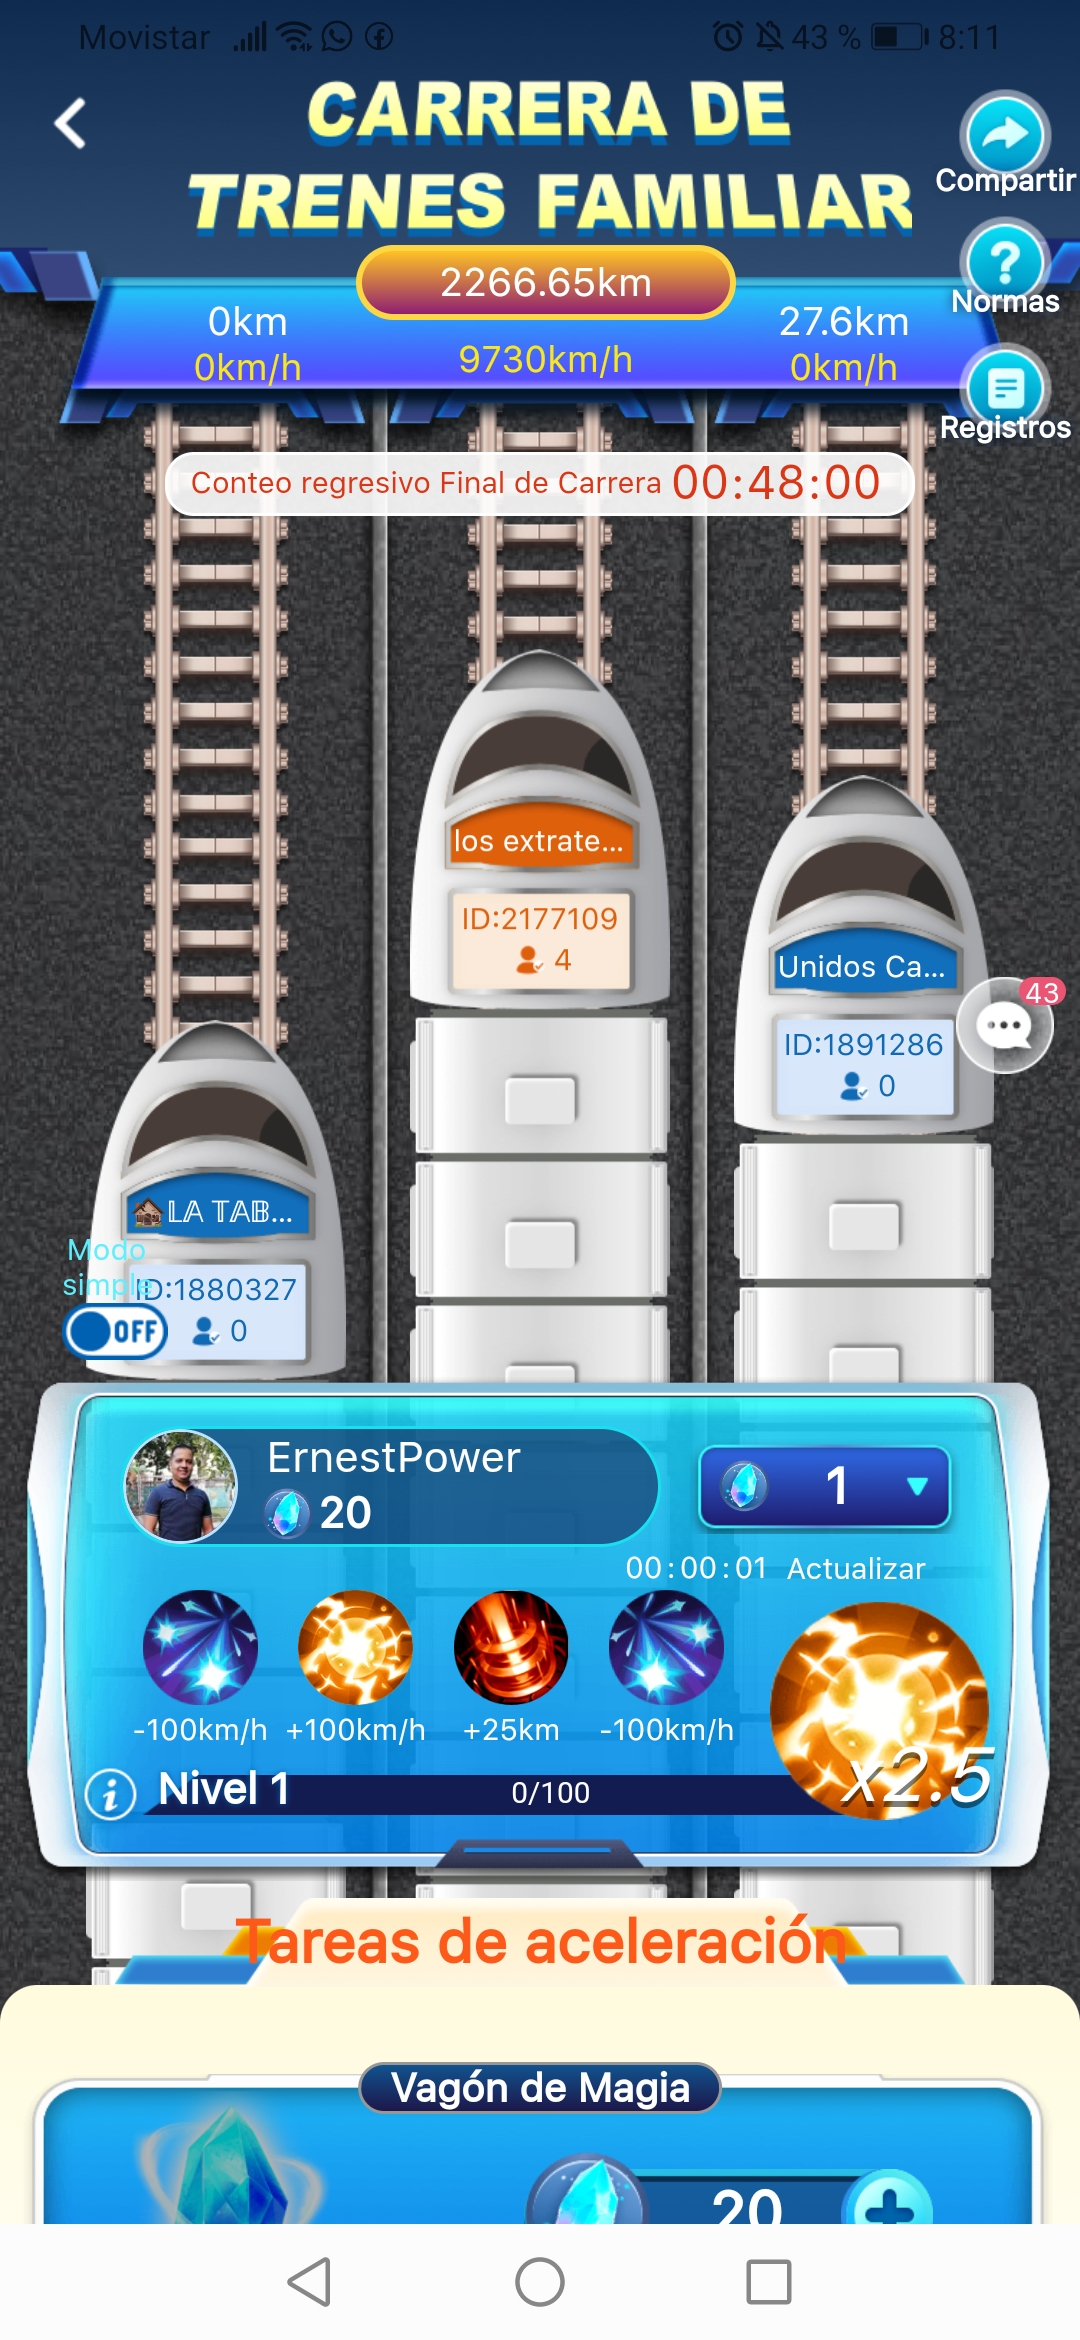 Movistar 43 % 8:11
CARRERA DE
TRENES FAMILIAR
Compartir
Normas
Registros
2266.65km
0km
27.6km
0km/h
9730km/h
0km/h
Conteo regresivo Final de Carrera 00:48:00
los extrate...
ID:2177109
4
Unidos Ca...
ID:1891286
0
43
🏚️𝕃𝔸 𝕋𝔸𝔹...
ID:1880327
0
Modo
simple
OFF
ErnestPower
20
1
00:00:01 Actualizar
-100km/h +100km/h +25km -100km/h
x2.5
i Nivel 1 0/100
Tareas de aceleración
Vagón de Magia
20